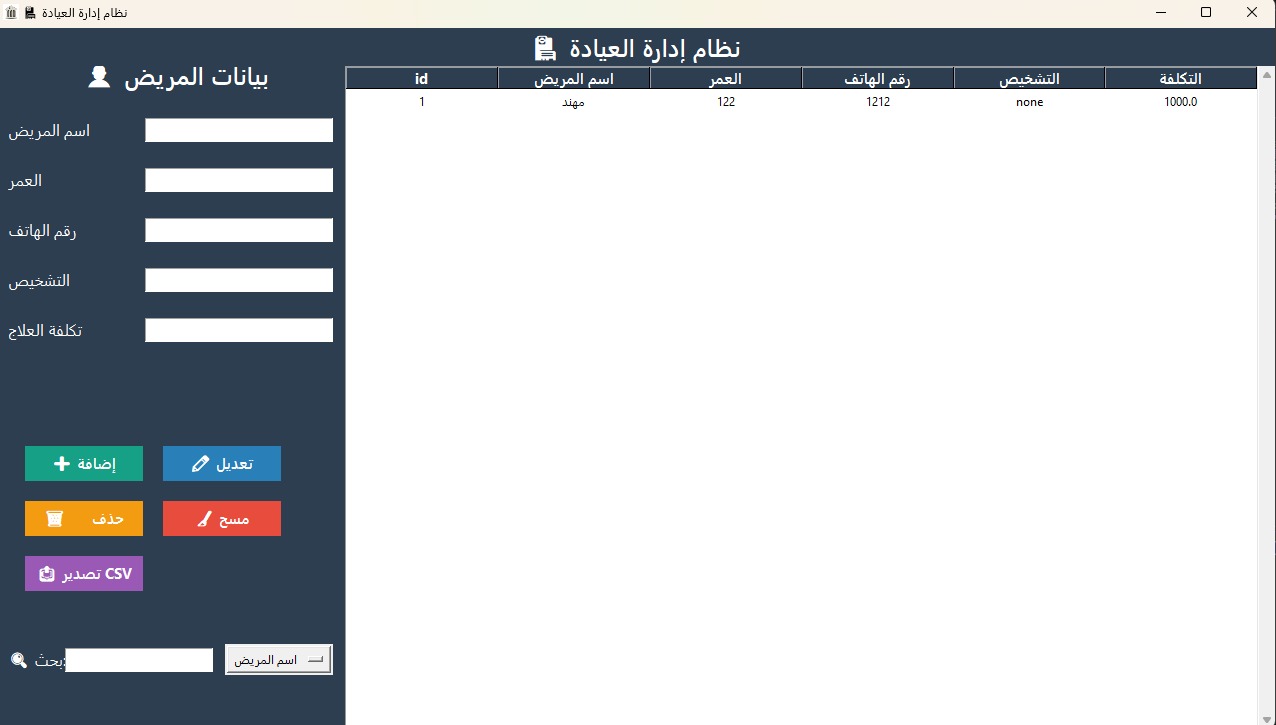 نظام إدارة العيادة
نظام إدارة العيادة
بيانات المريض
اسم المريض
العمر
رقم الهاتف
التشخيص
تكلفة العلاج
إضافة
تعديل
حذف
مسح
تصدير CSV
بحث:
اسم المريض
id اسم المريض العمر رقم الهاتف التشخيص التكلفة
1 مهند 122 1212 none 1000.0